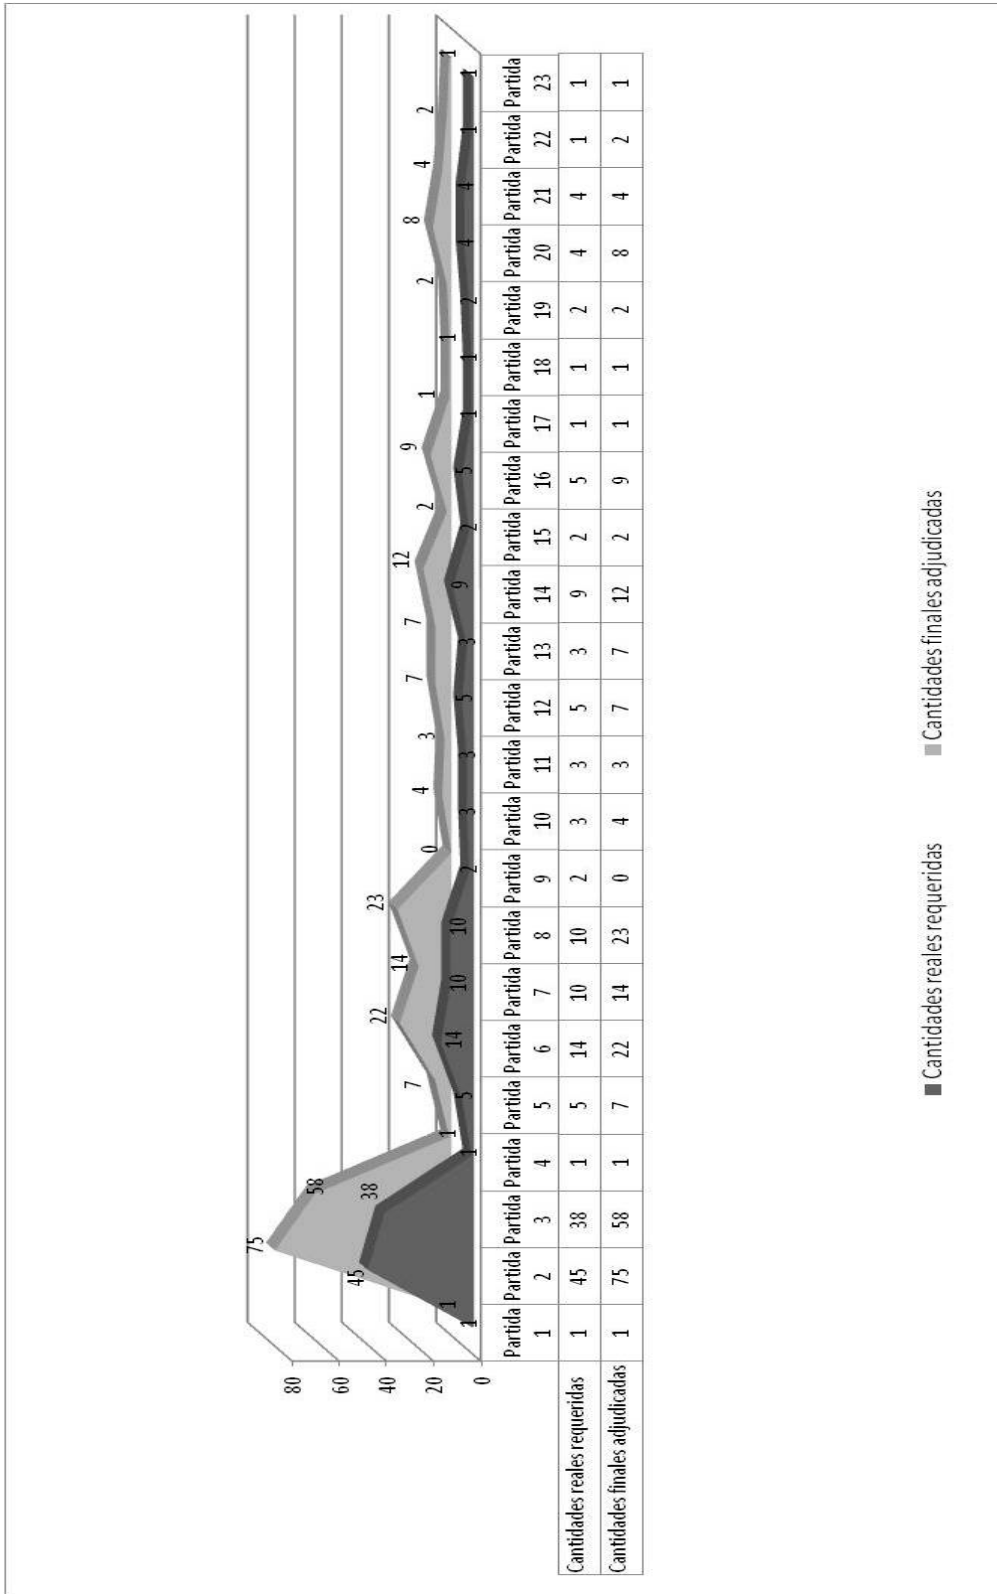 80
60
40
20
0
1 75 58 1 7 22 14 23 0 4 3 7 7 12 2 9 1 1 2 8 4 2 1
1 45 38 1 5 14 10 10 2 3 3 5 3 9 2 5 1 1 2 4 4 1 1
Partida 1 Partida 2 Partida 3 Partida 4 Partida 5 Partida 6 Partida 7 Partida 8 Partida 9 Partida 10 Partida 11 Partida 12 Partida 13 Partida 14 Partida 15 Partida 16 Partida 17 Partida 18 Partida 19 Partida 20 Partida 21 Partida 22 Partida 23
Cantidades reales requeridas 1 45 38 1 5 14 10 10 2 3 3 5 3 9 2 5 1 1 2 4 4 1 1
Cantidades finales adjudicadas 1 75 58 1 7 22 14 23 0 4 3 7 7 12 2 9 1 1 2 8 4 2 1
Cantidades reales requeridas
Cantidades finales adjudicadas